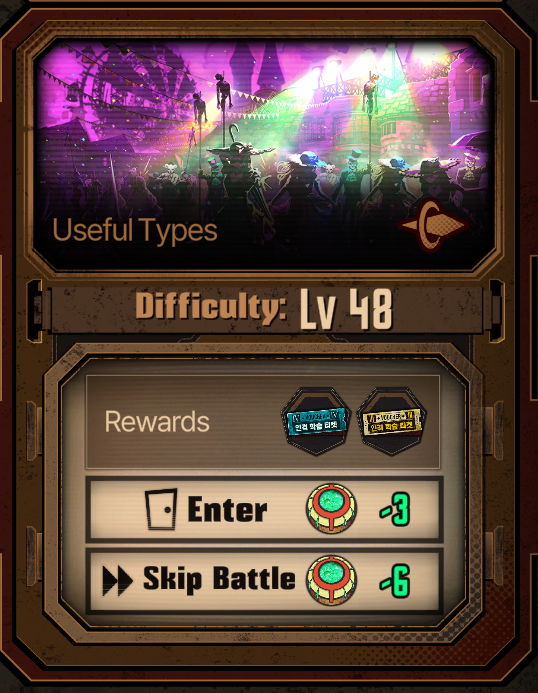 Useful Types
Difficulty: Lv 48
Rewards
인격 학습 티켓
인격 학습 티켓
Enter -3
Skip Battle -6